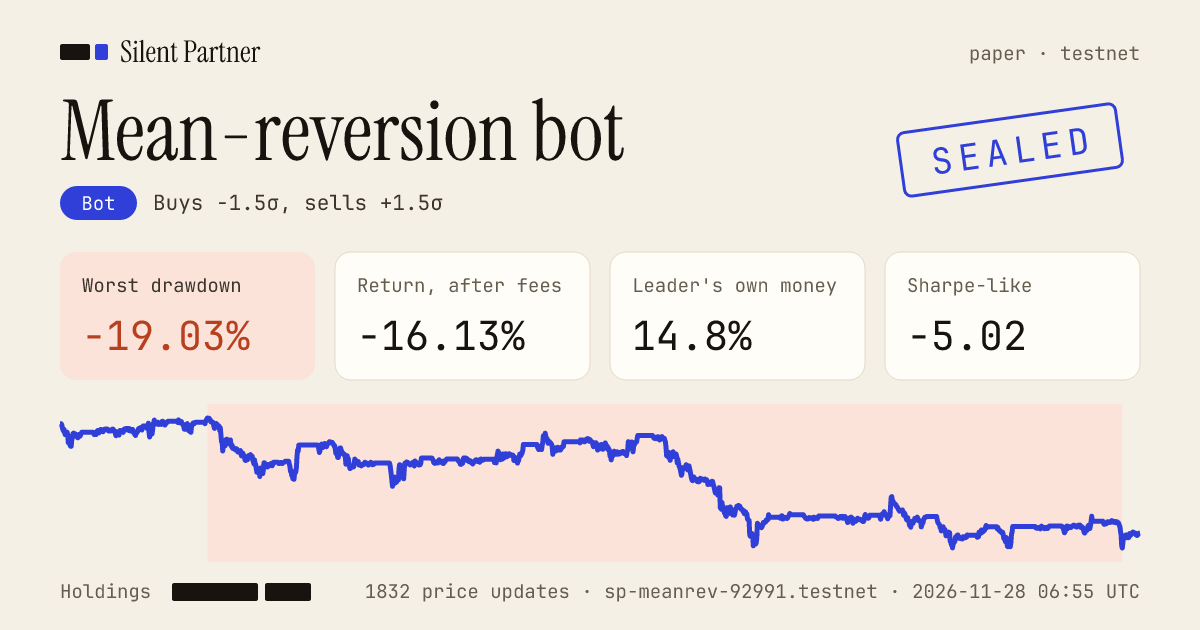 Silent Partner
paper · testnet
Mean-reversion bot
SEALED
Bot
Buys -1.5σ, sells +1.5σ
Worst drawdown
-19.03%
Return, after fees
-16.13%
Leader's own money
14.8%
Sharpe-like
-5.02
Holdings
1832 price updates · sp-meanrev-92991.testnet · 2026-11-28 06:55 UTC